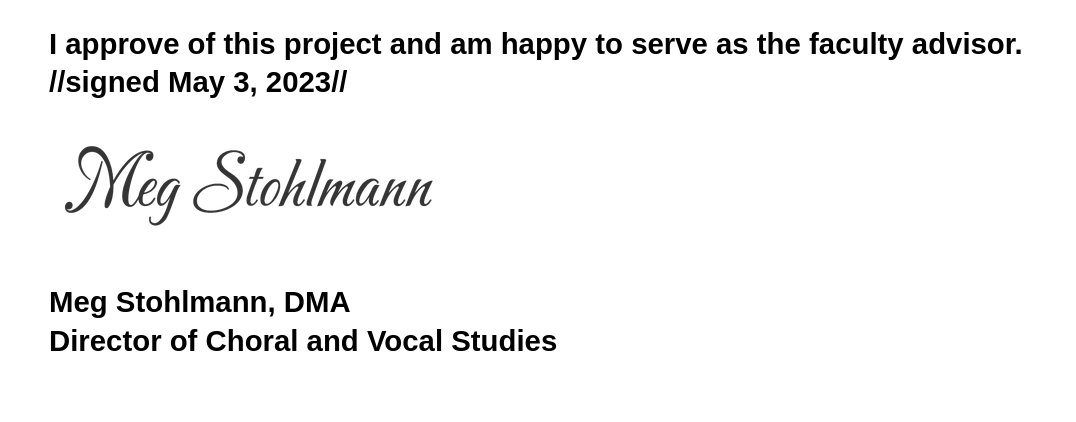 I approve of this project and am happy to serve as the faculty advisor.
//signed May 3, 2023//
Meg Stohlmann
Meg Stohlmann, DMA
Director of Choral and Vocal Studies